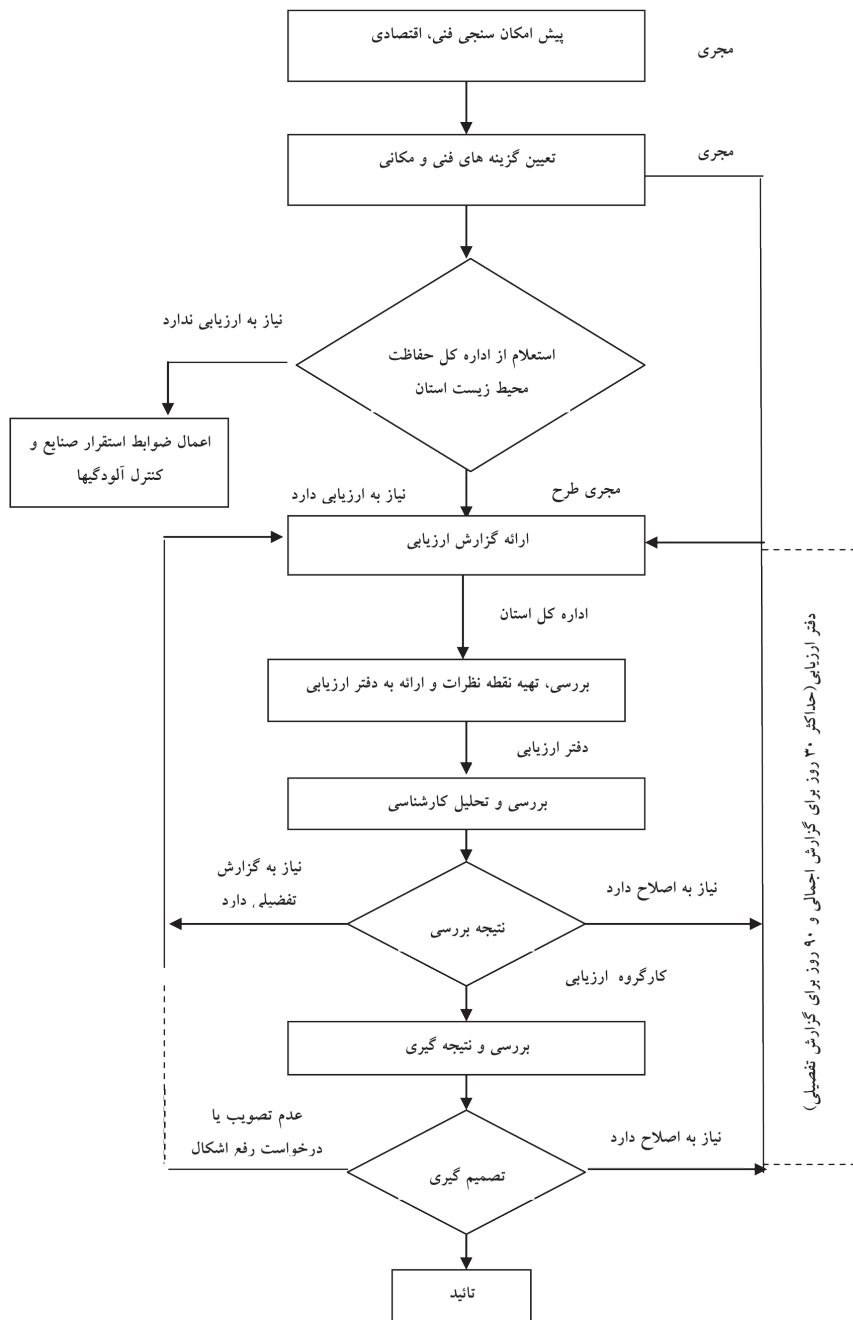 پیش امکان سنجی فنی، اقتصادی
مجری
تعیین گزینه های فنی و مکانی
مجری
نیاز به ارزیابی ندارد
استعلام از اداره کل حفاظت
محیط زیست استان
اعمال ضوابط استقرار صنایع و
کنترل آلودگیها
مجری طرح
نیاز به ارزیابی دارد
ارائه گزارش ارزیابی
اداره کل استان
بررسی، تهیه نقطه نظرات و ارائه به دفتر ارزیابی
دفتر ارزیابی
بررسی و تحلیل کارشناسی
نیاز به گزارش
تفضیلی دارد
نیاز به اصلاح دارد
نتیجه بررسی
کارگروه ارزیابی
بررسی و نتیجه گیری
عدم تصویب یا
درخواست رفع اشکال
نیاز به اصلاح دارد
تصمیم گیری
تائید
دفتر ارزیابی(حداکثر ۳۰ روز برای گزارش اجمالی و ۹۰ روز برای گزارش تفصیلی)